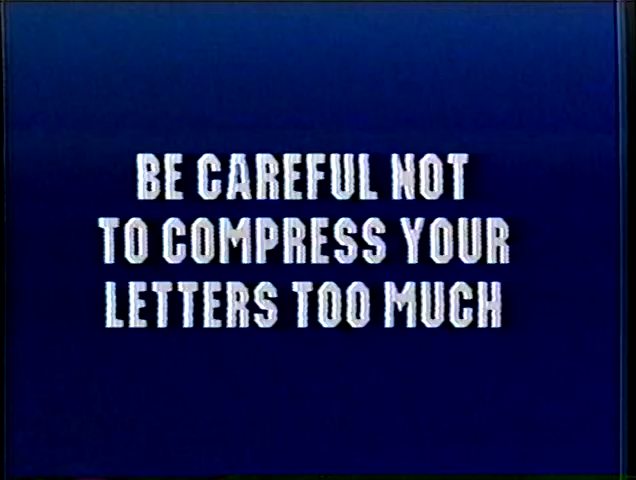 BE CAREFUL NOT
TO COMPRESS YOUR
LETTERS TOO MUCH